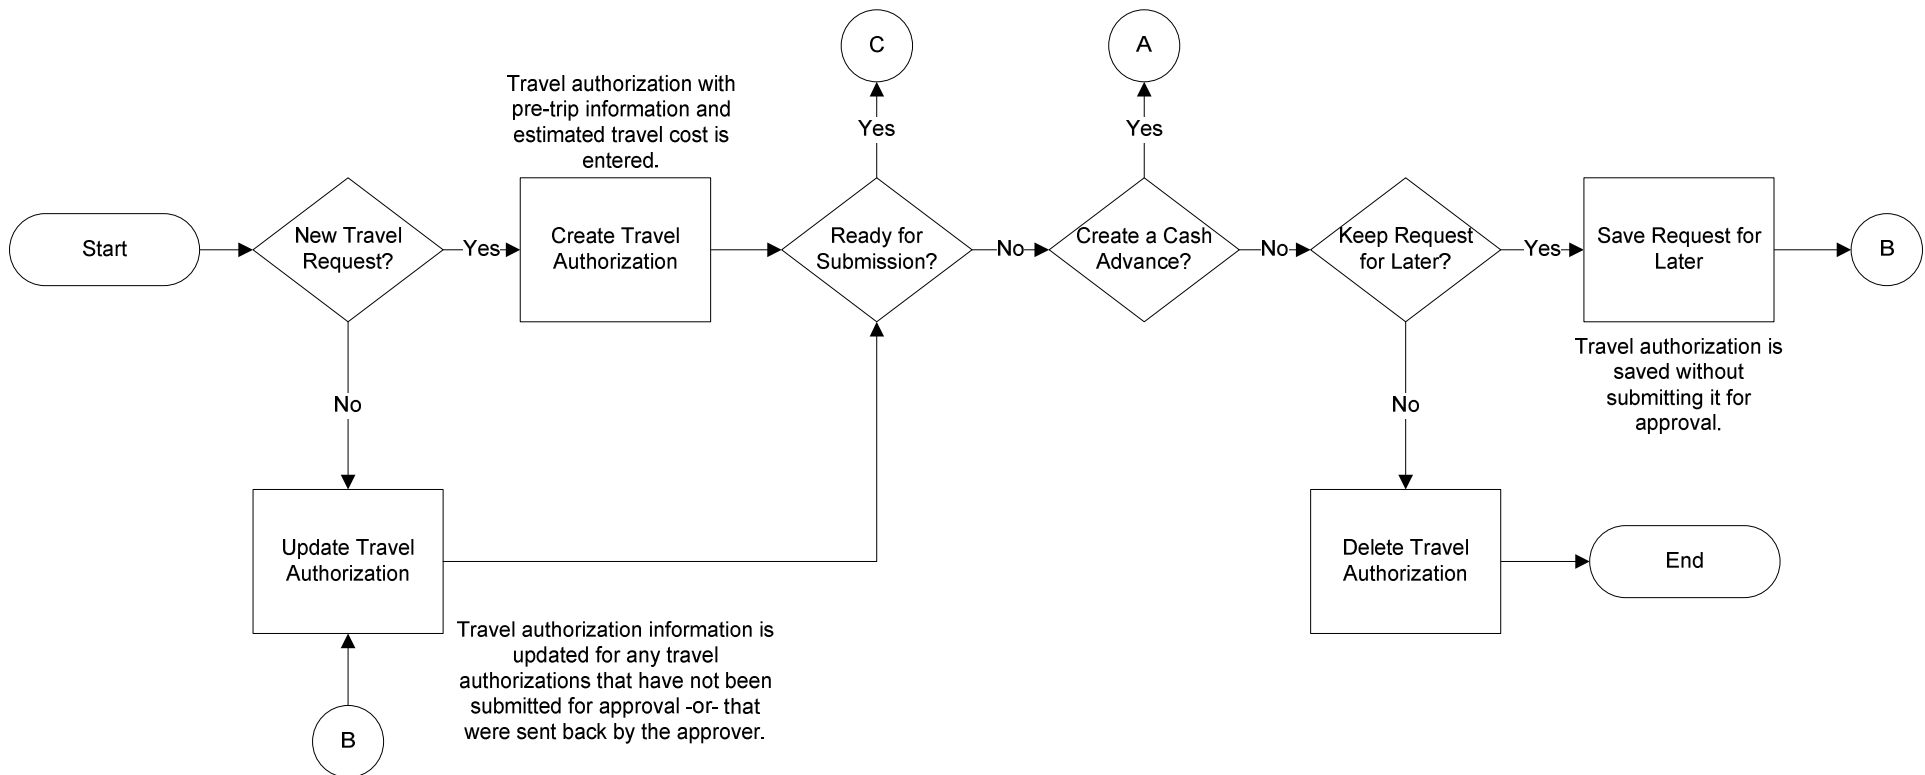 C
A
Travel authorization with
pre-trip information and
estimated travel cost is
entered.
Yes
Yes
Start
New Travel
Request?
Yes
Create Travel
Authorization
Ready for
Submission?
No
Create a Cash
Advance?
No
Keep Request
for Later?
Yes
Save Request for
Later
B
Travel authorization is
saved without
submitting it for
approval.
No
No
Update Travel
Authorization
Delete Travel
Authorization
End
Travel authorization information is
updated for any travel
authorizations that have not been
submitted for approval -or- that
were sent back by the approver.
B